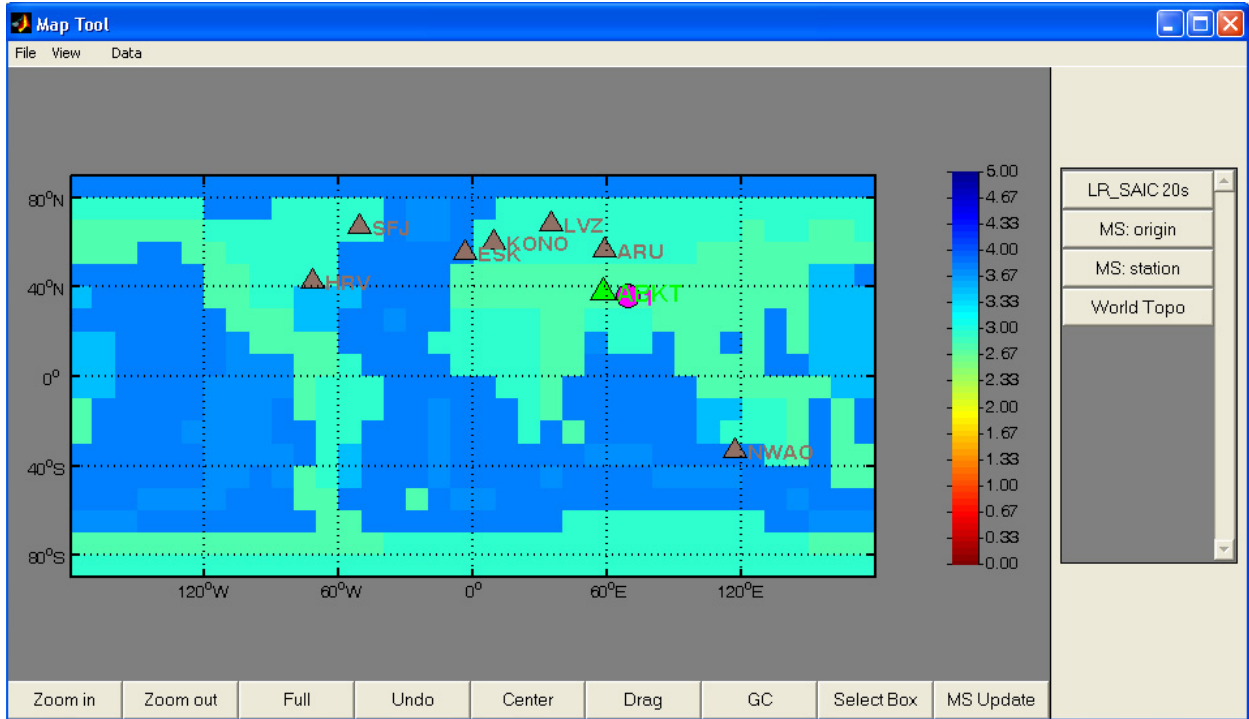 Map Tool
File View Data
80°N
40°N
0°
40°S
80°S
120°W 60°W 0° 60°E 120°E
SFJ
LVZ
KONO
ESK
ARU
HRV
NWAO
5.00
4.67
4.33
4.00
3.67
3.33
3.00
2.67
2.33
2.00
1.67
1.33
1.00
0.67
0.33
0.00
LR_SAIC 20s
MS: origin
MS: station
World Topo
Zoom in Zoom out Full Undo Center Drag GC Select Box MS Update